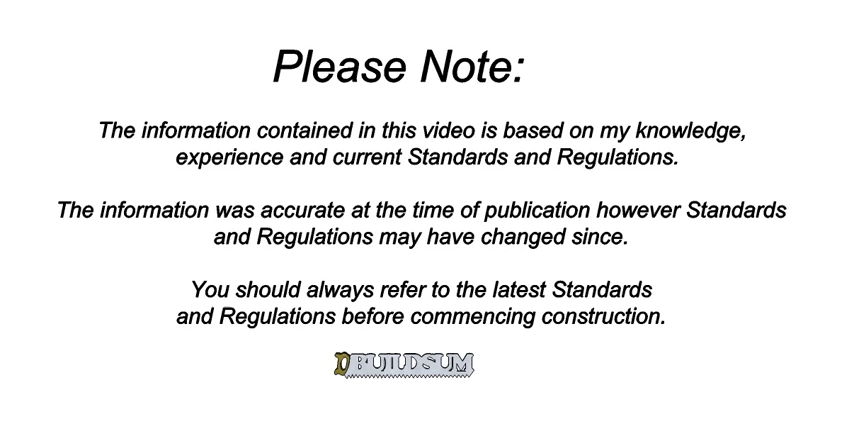 Please Note:
The information contained in this video is based on my knowledge,
experience and current Standards and Regulations.
The information was accurate at the time of publication however Standards
and Regulations may have changed since.
You should always refer to the latest Standards
and Regulations before commencing construction.
BUILDSUM